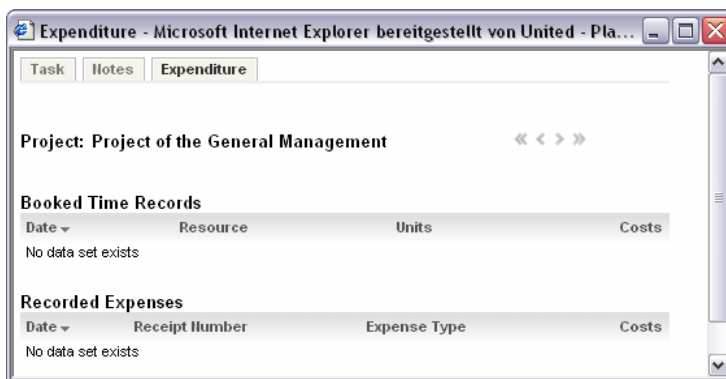 Expenditure - Microsoft Internet Explorer bereitgestellt von United - Pla...
Task Notes Expenditure
Project: Project of the General Management « < > »
Booked Time Records
Date Resource Units Costs
No data set exists
Recorded Expenses
Date Receipt Number Expense Type Costs
No data set exists